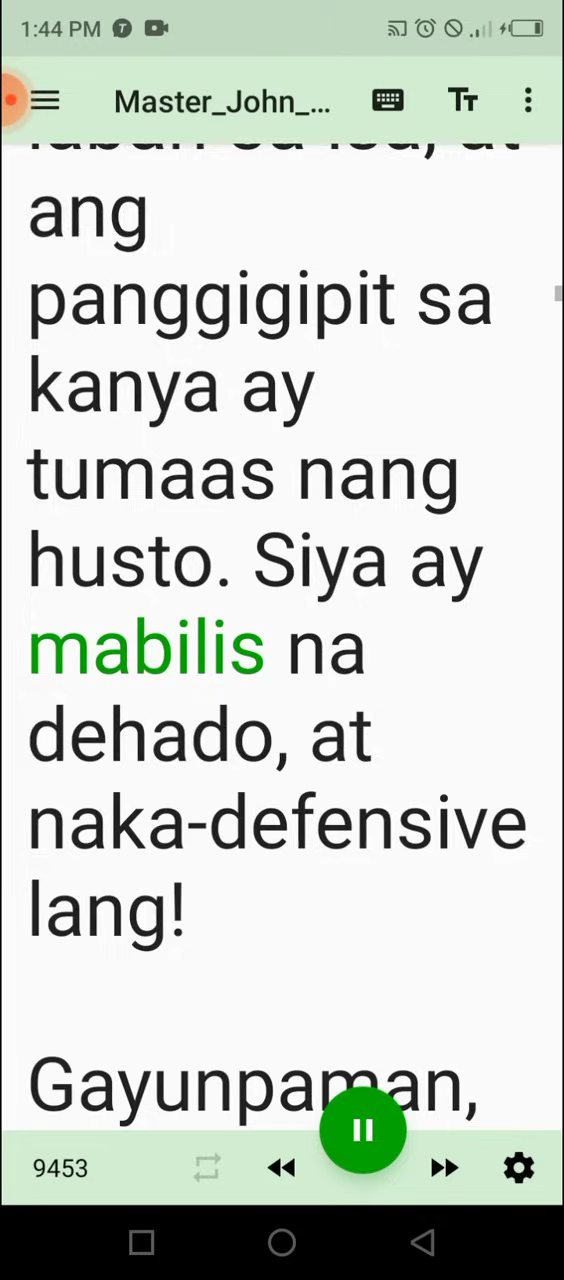 1:44 PM
Master_John_...
ang
panggigipit sa
kanya ay
tumaas nang
husto. Siya ay
mabilis na
dehado, at
naka-defensive
lang!
Gayunpaman,
9453